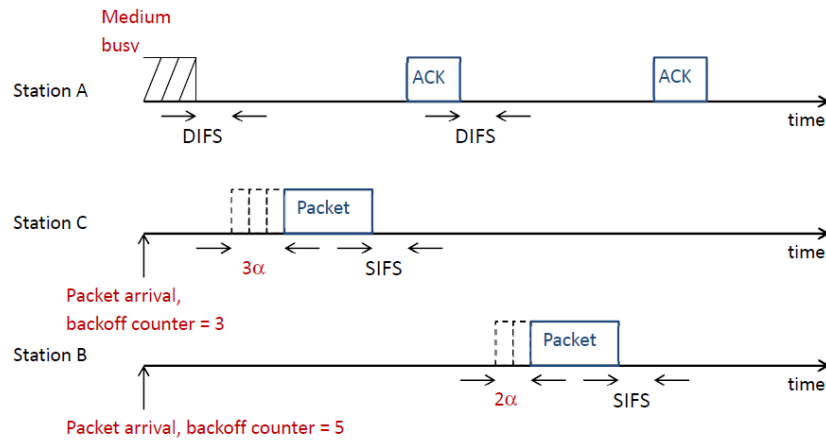 Medium
busy
Station A
ACK
ACK
DIFS
DIFS
time
Station C
Packet
3α
SIFS
time
Packet arrival,
backoff counter = 3
Station B
Packet
2α
SIFS
time
Packet arrival, backoff counter = 5